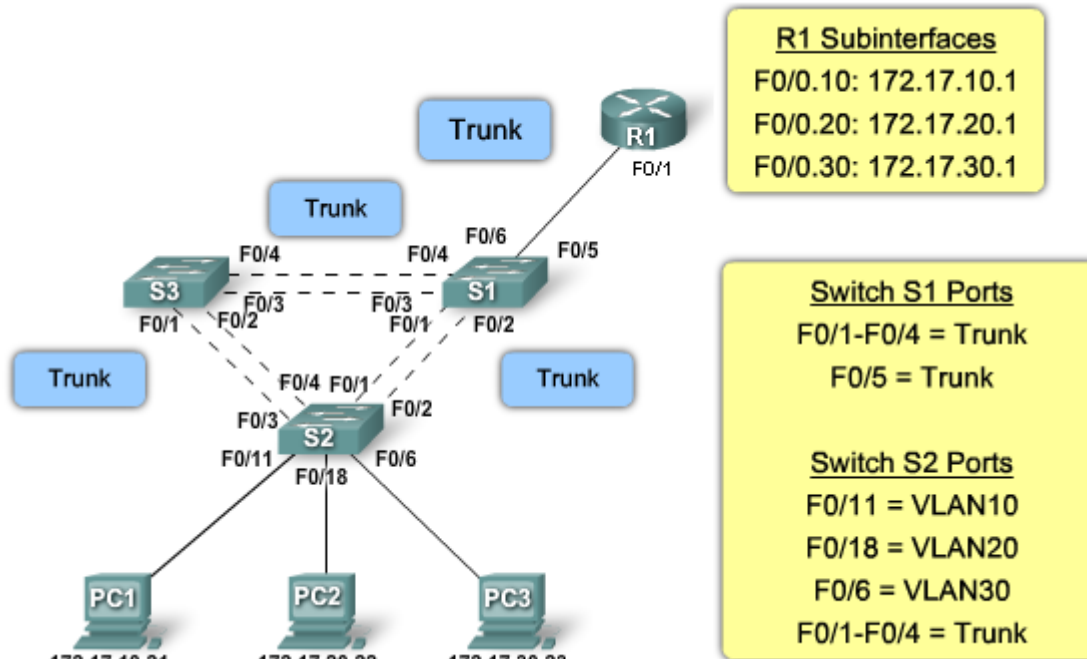 R1 Subinterfaces
F0/0.10: 172.17.10.1
F0/0.20: 172.17.20.1
F0/0.30: 172.17.30.1
Trunk
R1
F0/1
Trunk
F0/6
F0/4
F0/4
F0/5
S3
S1
F0/3
F0/3
F0/1
F0/2
F0/1
F0/2
Trunk
Trunk
F0/4
F0/1
F0/3
F0/2
S2
F0/11
F0/18
F0/6
PC1
PC2
PC3
Switch S1 Ports
F0/1-F0/4 = Trunk
F0/5 = Trunk
Switch S2 Ports
F0/11 = VLAN10
F0/18 = VLAN20
F0/6 = VLAN30
F0/1-F0/4 = Trunk